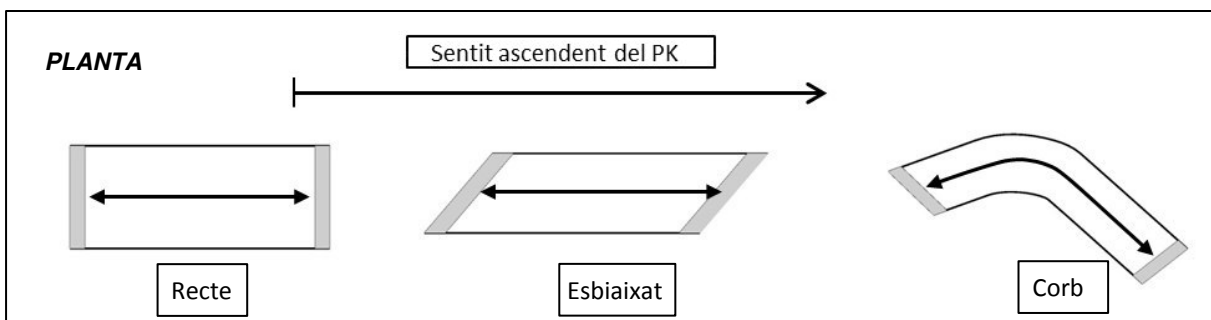 PLANTA
Sentit ascendent del PK
Recte
Esbiaixat
Corb